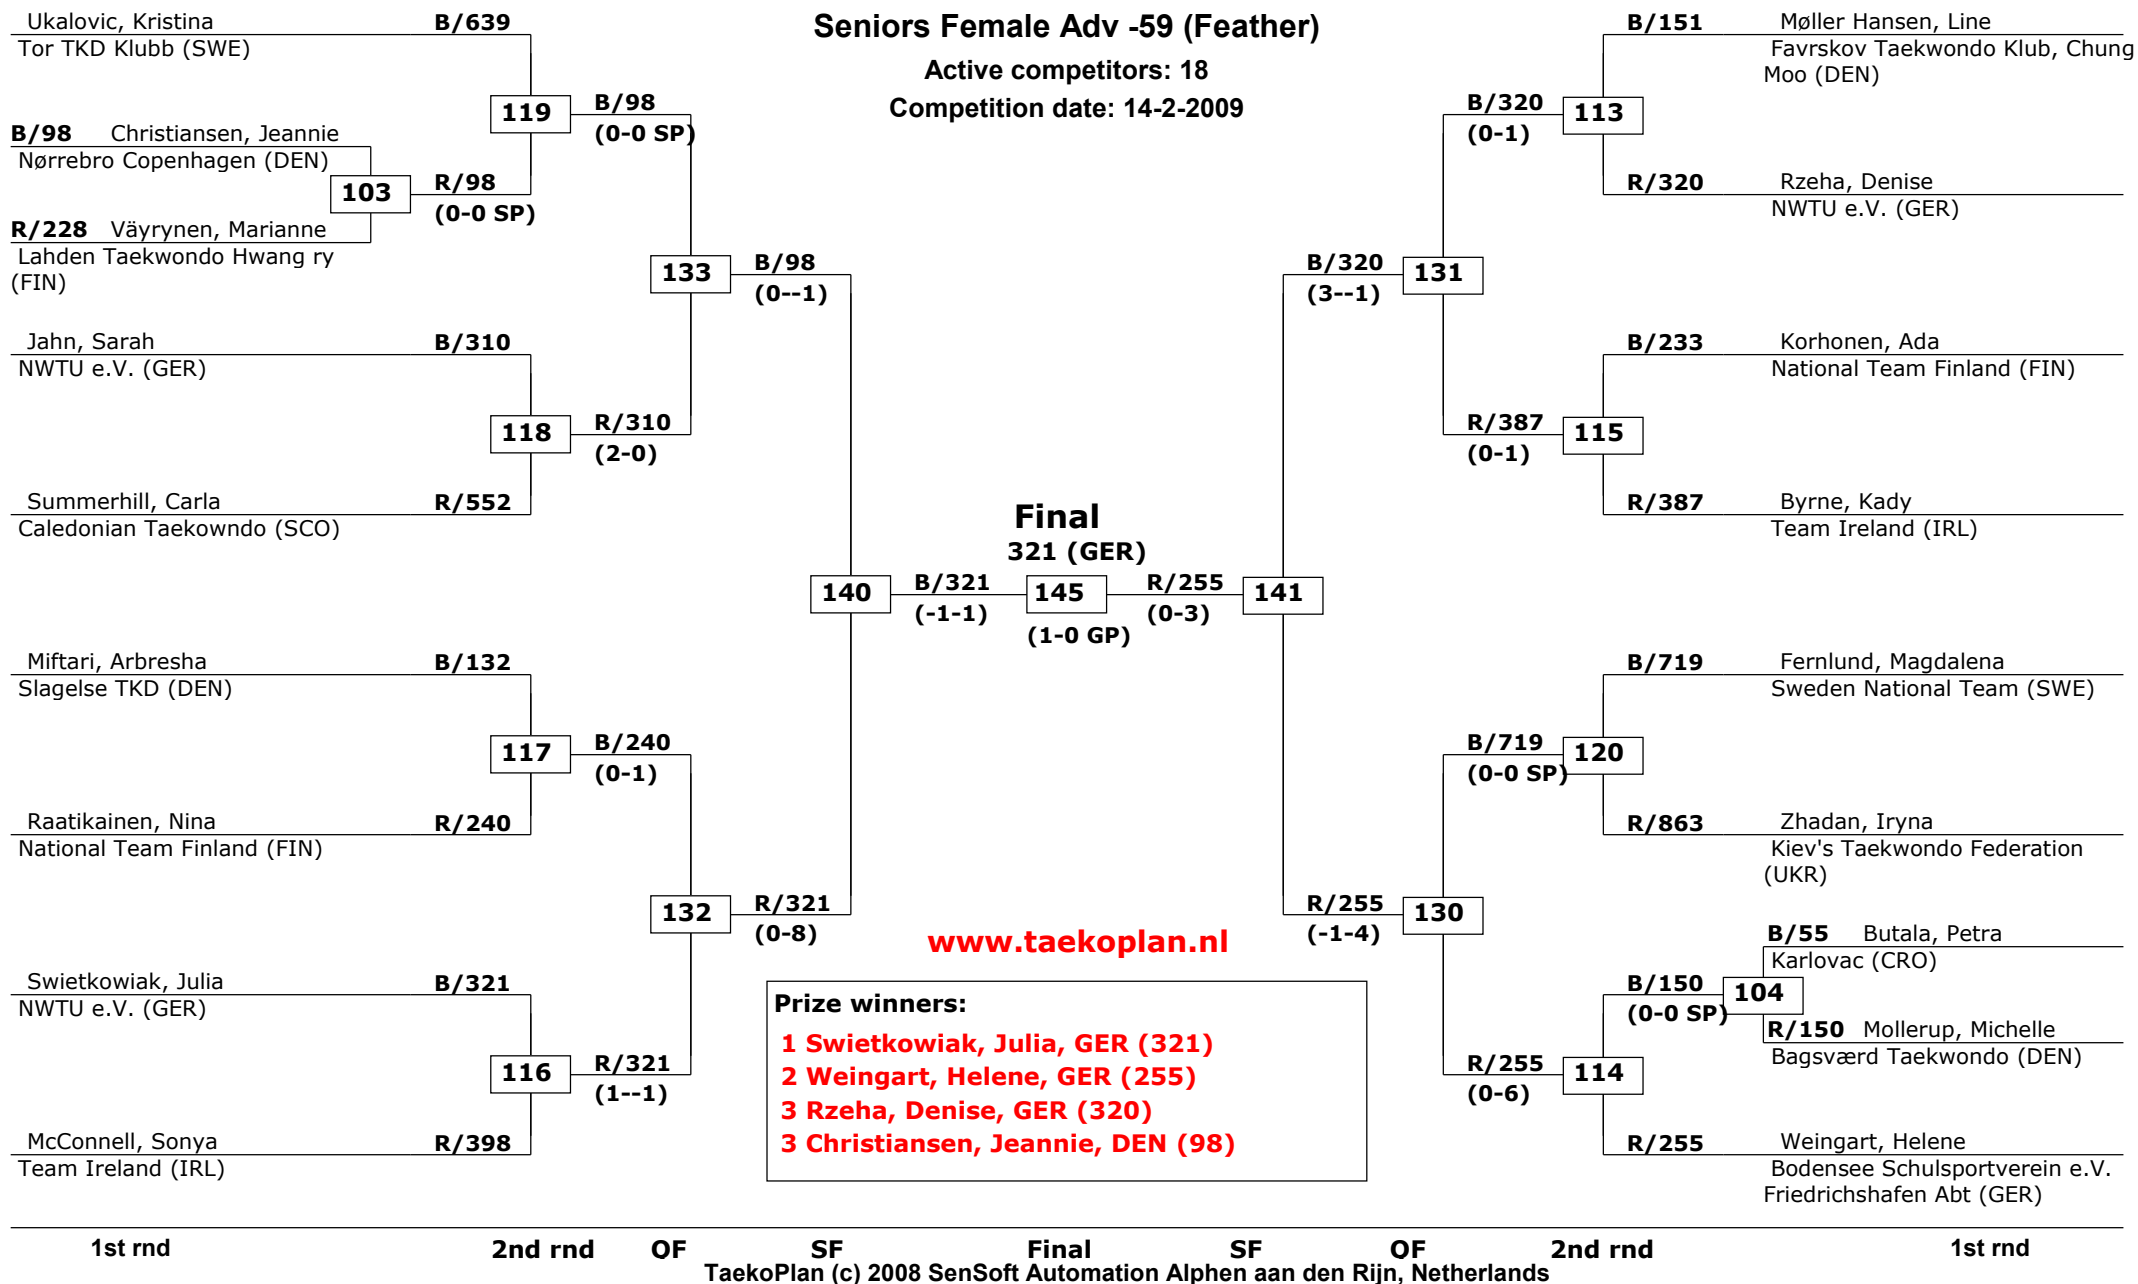 Seniors Female Adv -59 (Feather)
Active competitors: 18
Competition date: 14-2-2009
Ukalovic, Kristina B/639
Tor TKD Klubb (SWE)
119
B/98
(0-0 SP)
B/98 Christiansen, Jeannie
Nørrebro Copenhagen (DEN)
103
R/98
(0-0 SP)
R/228 Väyrynen, Marianne
Lahden Taekwondo Hwang ry
(FIN)
133
B/98
(0--1)
Jahn, Sarah B/310
NWTU e.V. (GER)
118
R/310
(2-0)
Summerhill, Carla R/552
Caledonian Taekowndo (SCO)
140
B/321
(-1-1)
Miftari, Arbresha B/132
Slagelse TKD (DEN)
117
B/240
(0-1)
Raatikainen, Nina R/240
National Team Finland (FIN)
132
R/321
(0-8)
Swietkowiak, Julia B/321
NWTU e.V. (GER)
116
R/321
(1--1)
McConnell, Sonya R/398
Team Ireland (IRL)
Final
321 (GER)
145
(1-0 GP)
R/255
(0-3)
141
B/151 Møller Hansen, Line
Favrskov Taekwondo Klub, Chung
Moo (DEN)
B/320
(0-1)
113
R/320 Rzeha, Denise
NWTU e.V. (GER)
B/320
(3--1)
131
B/233 Korhonen, Ada
National Team Finland (FIN)
R/387
(0-1)
115
R/387 Byrne, Kady
Team Ireland (IRL)
B/719 Fernlund, Magdalena
Sweden National Team (SWE)
B/719
(0-0 SP)
120
R/863 Zhadan, Iryna
Kiev's Taekwondo Federation
(UKR)
R/255
(-1-4)
130
B/55 Butala, Petra
Karlovac (CRO)
B/150
(0-0 SP)
104
R/150 Mollerup, Michelle
Bagsværd Taekwondo (DEN)
R/255
(0-6)
114
R/255 Weingart, Helene
Bodensee Schulsportverein e.V.
Friedrichshafen Abt (GER)
www.taekoplan.nl
Prize winners:
1 Swietkowiak, Julia, GER (321)
2 Weingart, Helene, GER (255)
3 Rzeha, Denise, GER (320)
3 Christiansen, Jeannie, DEN (98)
1st rnd 2nd rnd QF SF Final SF QF 2nd rnd 1st rnd
TaekoPlan (c) 2008 SenSoft Automation Alphen aan den Rijn, Netherlands